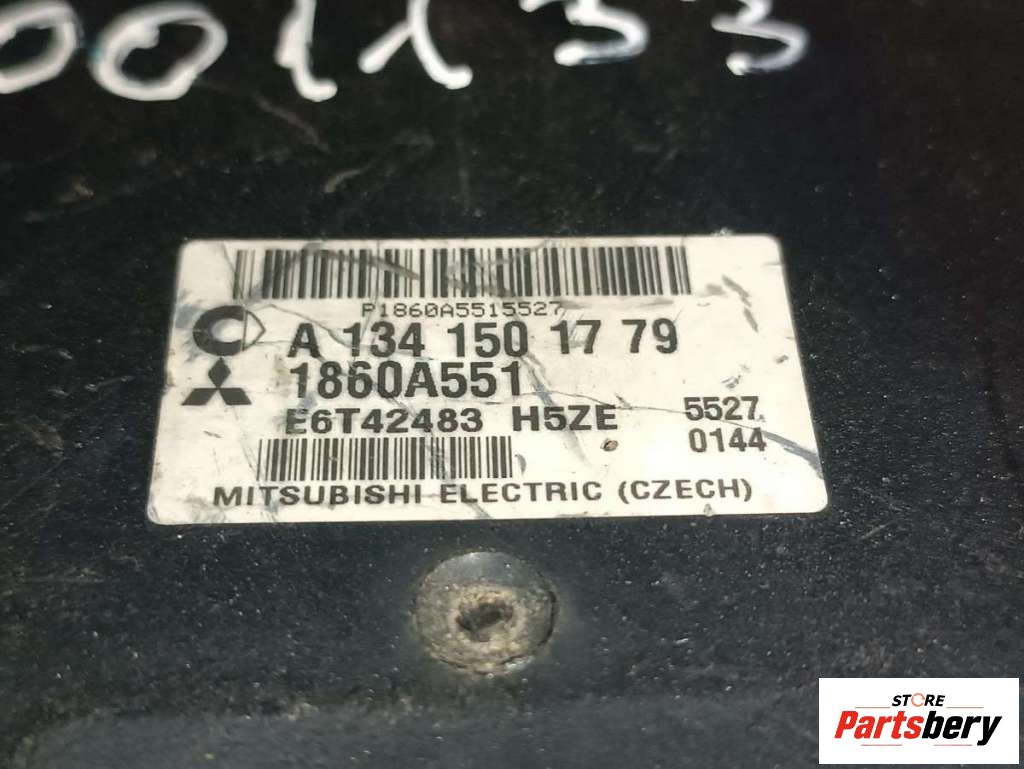 001133
P1860A5515527
A 134 150 17 79
1860A551
E6T42483 H5ZE 5527
0144
MITSUBISHI ELECTRIC (CZECH)
STORE
Partsbery